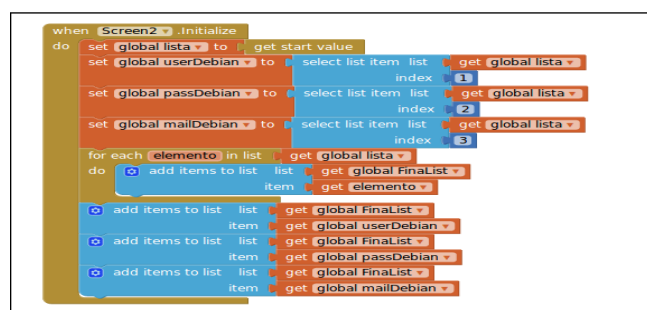 when Screen2 .Initialize
do set global lista to get start value
set global userDebian to select list item list get global lista
index 1
set global passDebian to select list item list get global lista
index 2
set global mailDebian to select list item list get global lista
index 3
for each elemento in list get global lista
do add items to list list get global FinaList
item get elemento
add items to list list get global FinaList
item get global userDebian
add items to list list get global FinaList
item get global passDebian
add items to list list get global FinaList
item get global mailDebian